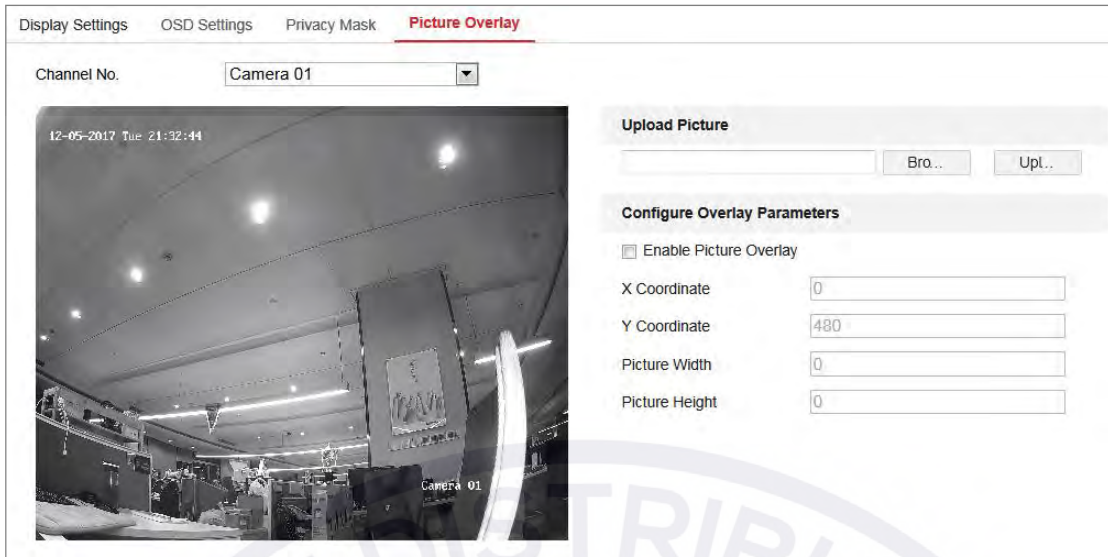 Display Settings OSD Settings Privacy Mask Picture Overlay
Channel No. Camera 01
12-05-2017 Tue 21:32:44
Upload Picture
Bro... Upl...
Configure Overlay Parameters
Enable Picture Overlay
X Coordinate 0
Y Coordinate 480
Picture Width 0
Picture Height 0
Camera 01